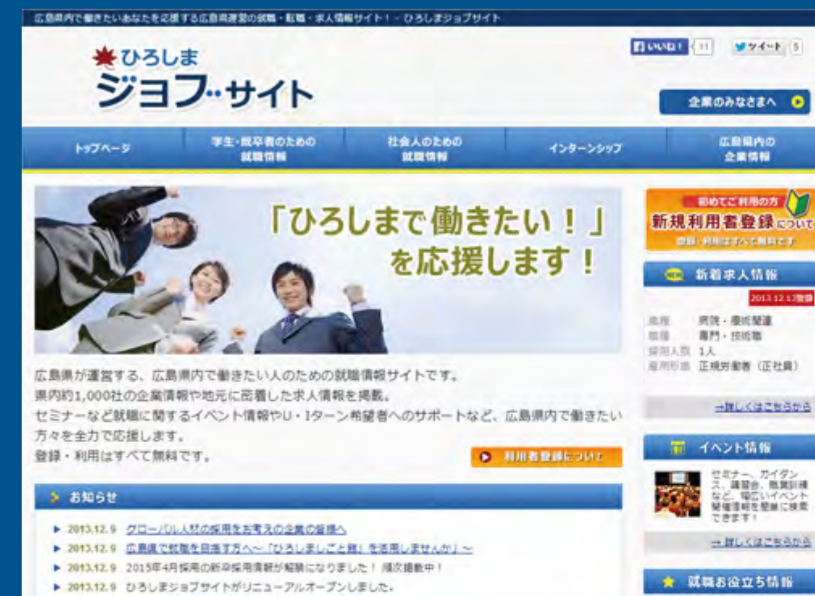 広島県内で働きたいあなたを応援する広島県運営の就職・転職・求人情報サイト！ - ひろしまジョブサイト
ひろしま
ジョブ・サイト
いいね！ 11 ツイート 5
企業のみなさまへ
トップページ
学生・既卒者のための
就職情報
社会人のための
就職情報
インターンシップ
広島県内の
企業情報
「ひろしまで働きたい！」
を応援します！
初めてご利用の方
新規利用者登録について
登録・利用はすべて無料です
新着求人情報
2013.12.13登録
業種 病院・療術関連
職種 専門・技術職
採用人数 1人
雇用形態 正規労働者（正社員）
→詳しくはこちらから
広島県が運営する、広島県内で働きたい人のための就職情報サイトです。
県内約1,000社の企業情報や地元に密着した求人情報を掲載。
セミナーなど就職に関するイベント情報やU・Iターン希望者へのサポートなど、広島県内で働きたい
方々を全力で応援します。
登録・利用はすべて無料です。
利用者登録について
イベント情報
セミナー、ガイダン
ス、講習会、職業訓練
など、幅広いイベント
開催情報を簡単に検索
できます！
→詳しくはこちらから
お知らせ
2013.12.9 グローバル人材の採用をお考えの企業の皆様へ
2013.12.9 広島県で就職を目指す方へ～「ひろしましごと館」を活用しませんか」～
2013.12.9 2015年4月採用の新卒採用情報が解禁になりました！ 順次掲載中！
2013.12.9 ひろしまジョブサイトがリニューアルオープンしました。
就職お役立ち情報